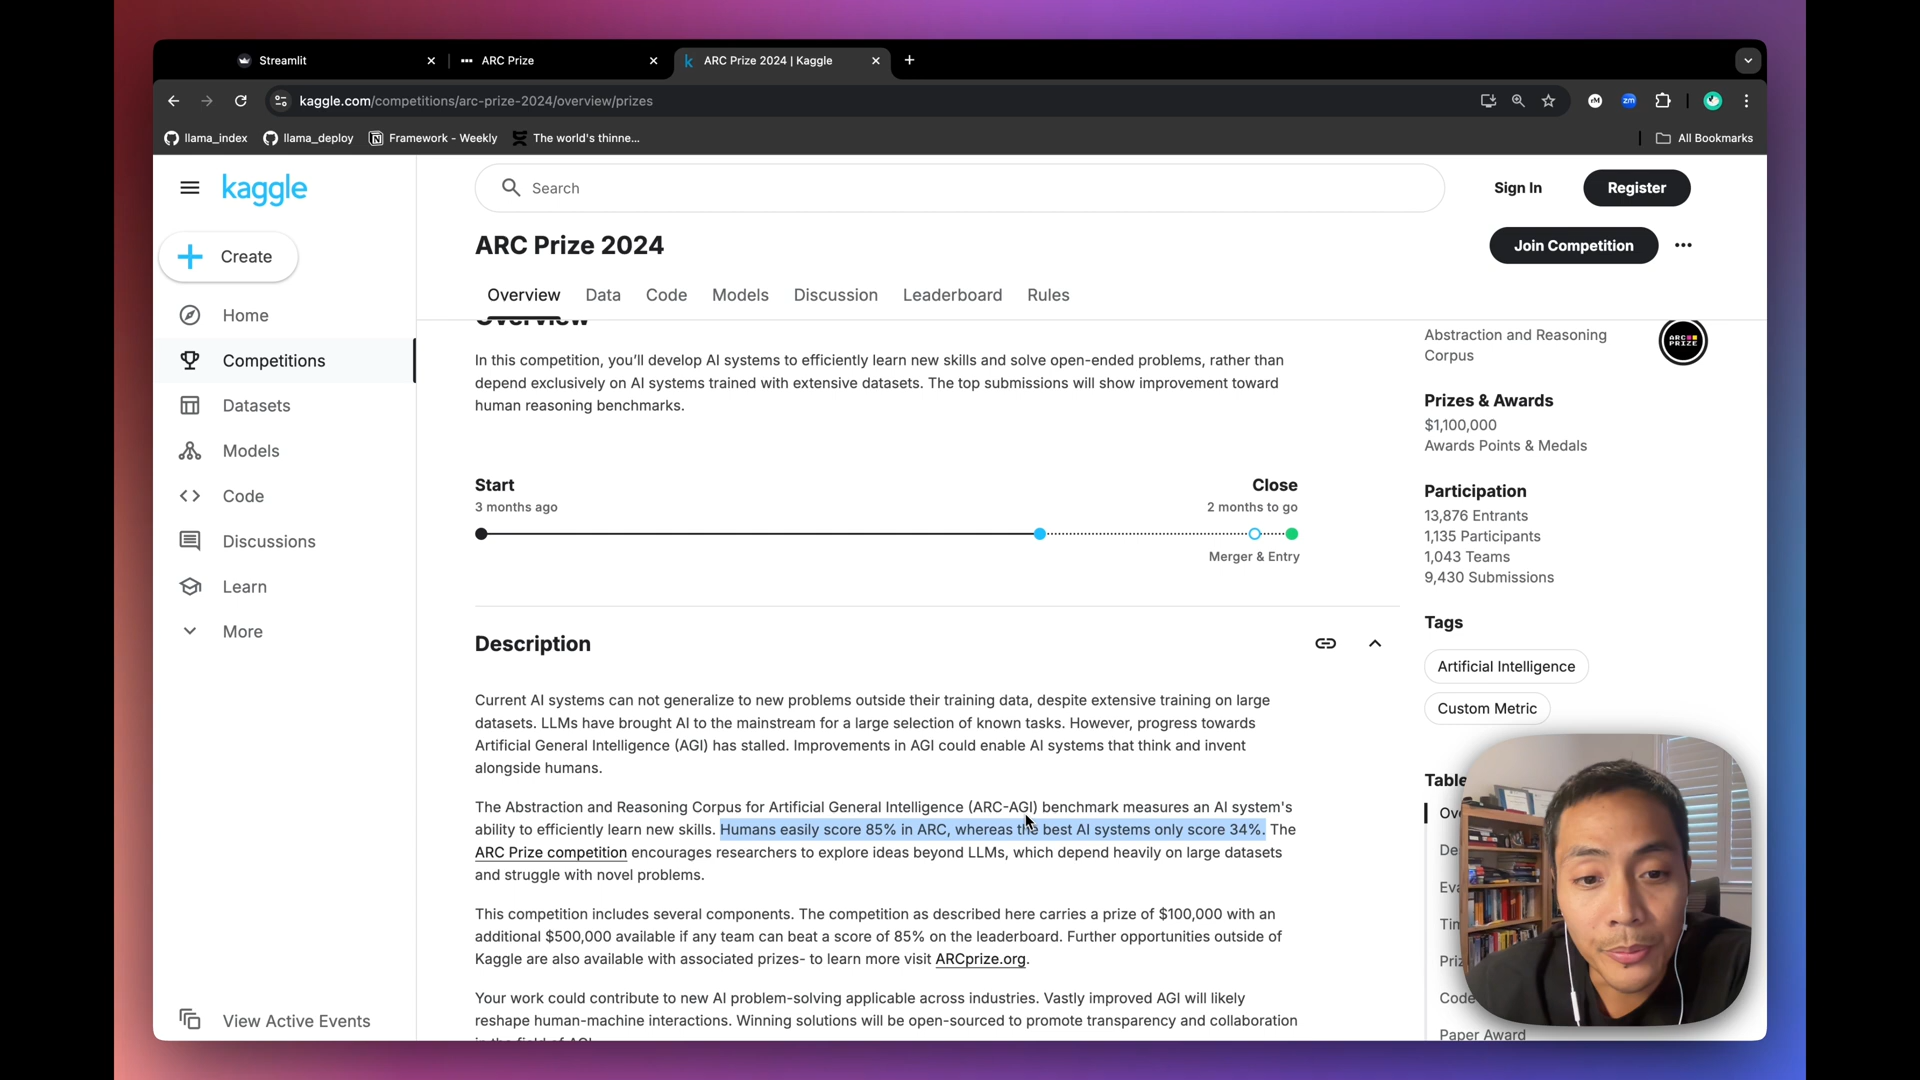 Streamlit
ARC Prize
ARC Prize 2024 | Kaggle
kaggle.com/competitions/arc-prize-2024/overview/prizes
llama_index
llama_deploy
Framework - Weekly
The world's thinne...
All Bookmarks
kaggle
Search
Sign In
Register
Create
ARC Prize 2024
Join Competition
Overview
Data
Code
Models
Discussion
Leaderboard
Rules
Home
Competitions
Datasets
Models
Code
Discussions
Learn
More
View Active Events
Overview
In this competition, you’ll develop AI systems to efficiently learn new skills and solve open-ended problems, rather than
depend exclusively on AI systems trained with extensive datasets. The top submissions will show improvement toward
human reasoning benchmarks.
Start
3 months ago
Close
2 months to go
Merger & Entry
Description
Current AI systems can not generalize to new problems outside their training data, despite extensive training on large
datasets. LLMs have brought AI to the mainstream for a large selection of known tasks. However, progress towards
Artificial General Intelligence (AGI) has stalled. Improvements in AGI could enable AI systems that think and invent
alongside humans.
The Abstraction and Reasoning Corpus for Artificial General Intelligence (ARC-AGI) benchmark measures an AI system's
ability to efficiently learn new skills. Humans easily score 85% in ARC, whereas the best AI systems only score 34%. The
ARC Prize competition encourages researchers to explore ideas beyond LLMs, which depend heavily on large datasets
and struggle with novel problems.
This competition includes several components. The competition as described here carries a prize of $100,000 with an
additional $500,000 available if any team can beat a score of 85% on the leaderboard. Further opportunities outside of
Kaggle are also available with associated prizes- to learn more visit ARCprize.org.
Your work could contribute to new AI problem-solving applicable across industries. Vastly improved AGI will likely
reshape human-machine interactions. Winning solutions will be open-sourced to promote transparency and collaboration
in the field of AGI.
Abstraction and Reasoning
Corpus
ARC
PRIZE
Prizes & Awards
$1,100,000
Awards Points & Medals
Participation
13,876 Entrants
1,135 Participants
1,043 Teams
9,430 Submissions
Tags
Artificial Intelligence
Custom Metric
Table
Ov
De
Eva
Tim
Priz
Code
Paper Award